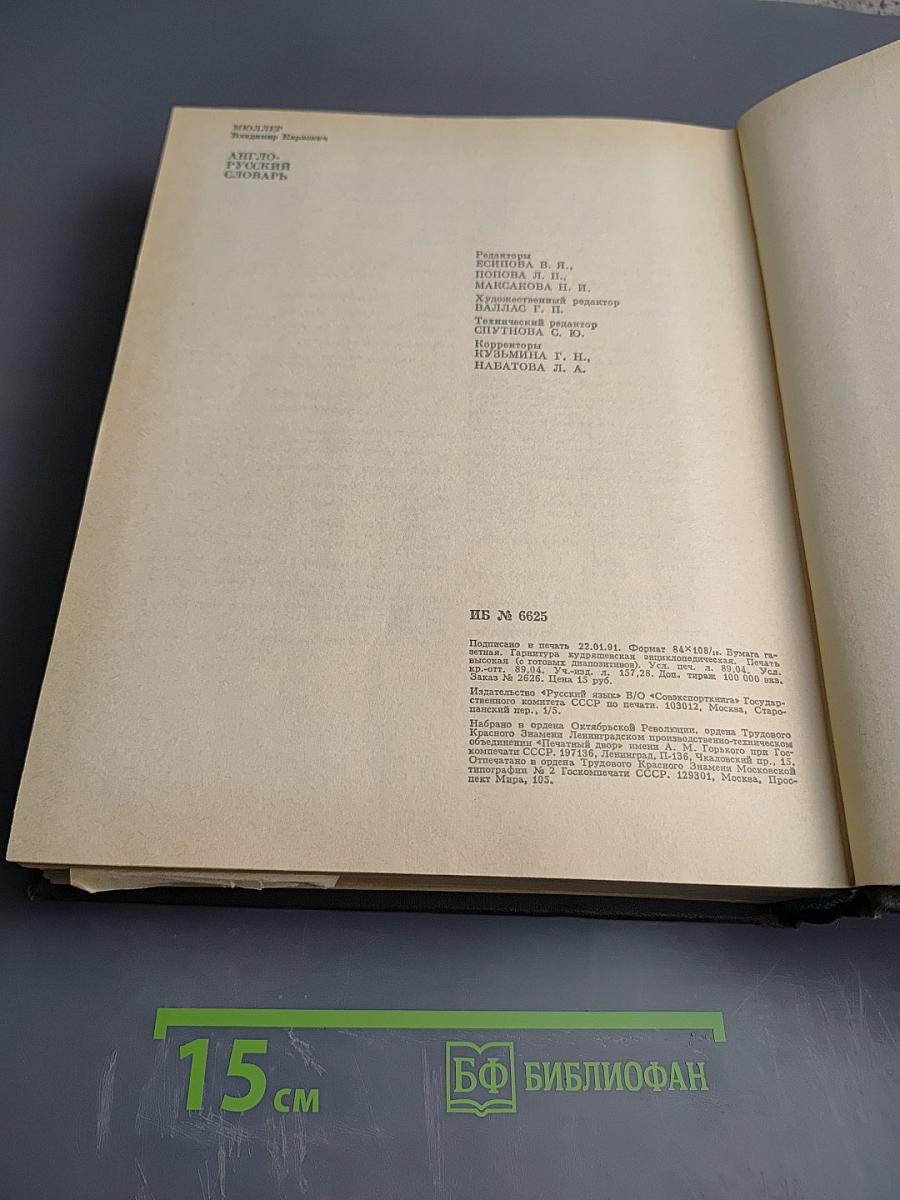 МЮЛЛЕР
Владимир Карлович
АНГЛО-
РУССКИЙ
СЛОВАРЬ
Редакторы
ЕСИПОВА В. Я.,
ПОПОВА Л. П.,
МАКСАКОВА Н. И.
Художественный редактор
ВАЛЛАС Г. П.
Технический редактор
СПУТНОВА С. Ю.
Корректоры
КУЗЬМИНА Г. Н.,
НАБАТОВА Л. А.
ИБ № 6625
Подписано в печать 22.01.91. Формат 84×108/₁₆. Бумага га-
зетная. Гарнитура кудряшевская энциклопедическая. Печать
высокая (с готовых диапозитивов). Усл. печ. л. 89,04. Усл.
кр.-отт. 89,04. Уч.-изд. л. 157,28. Доп. тираж 100 000 экз.
Заказ № 2626. Цена 15 руб.
Издательство «Русский язык» В/О «Совэкспорткнига» Государ-
ственного комитета СССР по печати. 103012, Москва, Старо-
панский пер., 1/5.
Набрано в ордена Октябрьской Революции, ордена Трудового
Красного Знамени Ленинградском производственно-техническом
объединении «Печатный двор» имени А. М. Горького при Гос-
компечати СССР. 197136, Ленинград, П-136, Чкаловский пр., 15.
Отпечатано в ордена Трудового Красного Знамени Московской
типографии № 2 Госкомпечати СССР. 129301, Москва, Прос-
пект Мира, 105.
15 см
БФ БИБЛИОФАН